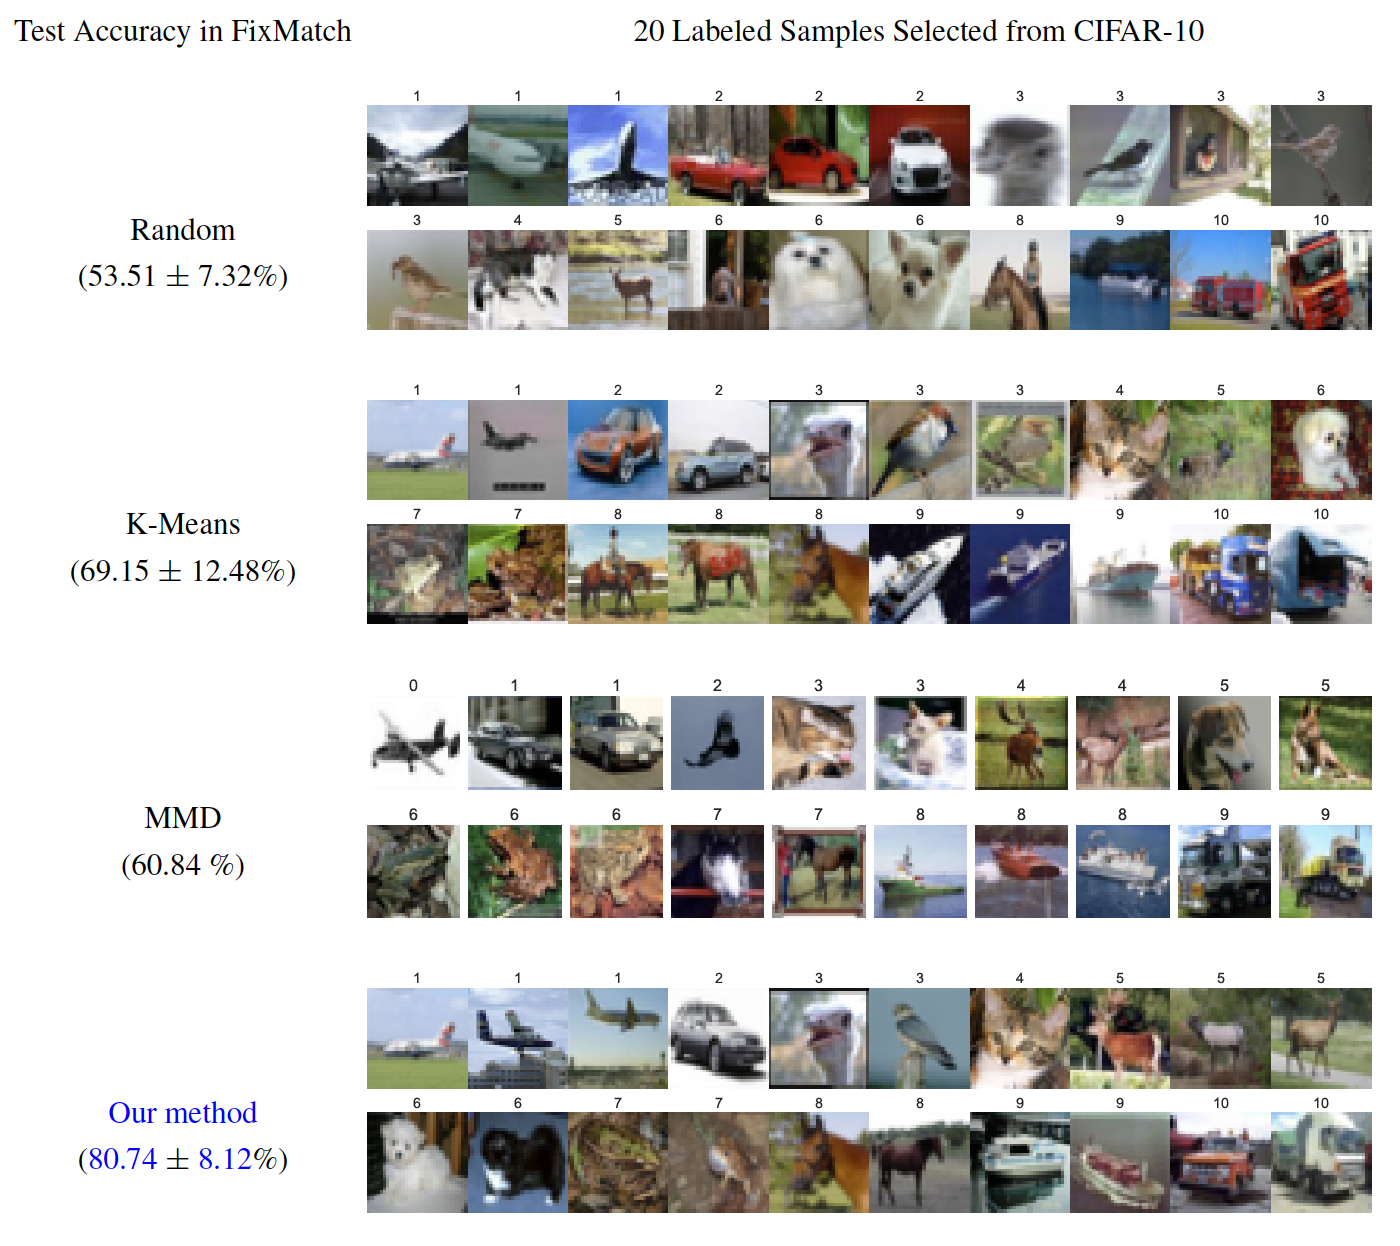 Test Accuracy in FixMatch 20 Labeled Samples Selected from CIFAR-10
1 1 1 2 2 2 3 3 3 3
Random
(53.51 ± 7.32%)
3 4 5 6 6 6 8 9 10 10
1 1 2 2 3 3 3 4 5 6
K-Means
(69.15 ± 12.48%)
7 7 8 8 8 9 9 9 10 10
0 1 1 2 3 3 4 4 5 5
MMD
(60.84 %)
6 6 6 7 7 8 8 8 9 9
1 1 1 2 3 3 4 5 5 5
Our method
(80.74 ± 8.12%)
6 6 7 7 8 8 9 9 10 10